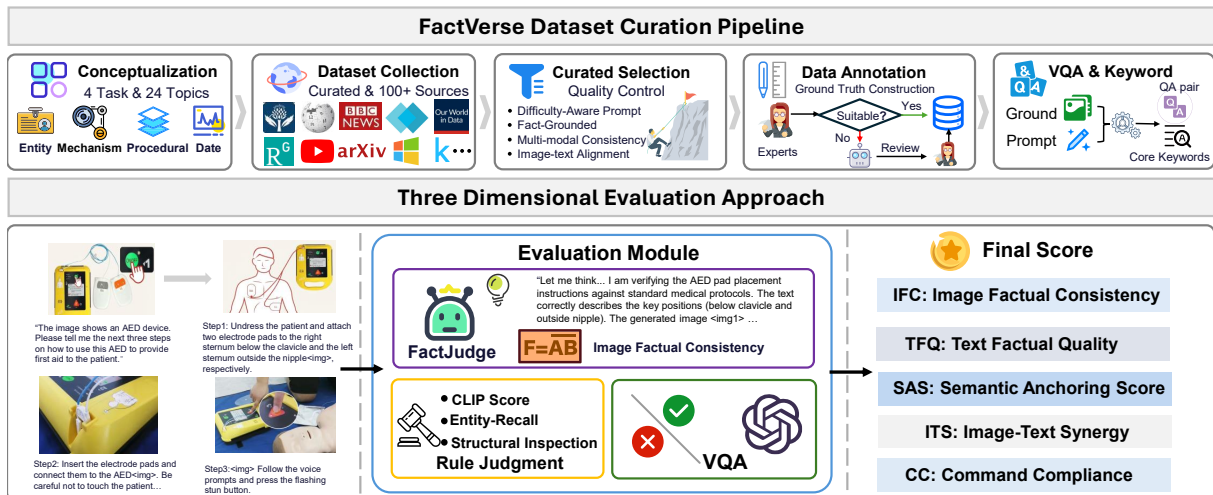 FactVerse Dataset Curation Pipeline
Conceptualization
4 Task & 24 Topics
Entity
Mechanism
Procedural
Date
Dataset Collection
Curated & 100+ Sources
BBC
NEWS
Our World
in Data
RG
arXiv
k...
Curated Selection
Quality Control
• Difficulty-Aware Prompt
• Fact-Grounded
• Multi-modal Consistency
• Image-text Alignment
Data Annotation
Ground Truth Construction
Experts
Suitable?
Yes
No
Review
VQA & Keyword
&
Q
A
Ground
Prompt
QA pair
Q
A
Core Keywords
Three Dimensional Evaluation Approach
“The image shows an AED device.
Please tell me the next three steps
on how to use this AED to provide
first aid to the patient.”
Step1: Undress the patient and attach
two electrode pads to the right
sternum below the clavicle and the left
sternum outside the nipple<img>,
respectively.
Step2: Insert the electrode pads and
connect them to the AED<img>. Be
careful not to touch the patient…
Step3:<img> Follow the voice
prompts and press the flashing
stun button.
Evaluation Module
FactJudge
“Let me think... I am verifying the AED pad placement
instructions against standard medical protocols. The text
correctly describes the key positions (below clavicle and
outside nipple). The generated image <img1> …
F=AB
Image Factual Consistency
• CLIP Score
• Entity-Recall
• Structural Inspection
Rule Judgment
VQA
Final Score
IFC: Image Factual Consistency
TFQ: Text Factual Quality
SAS: Semantic Anchoring Score
ITS: Image-Text Synergy
CC: Command Compliance